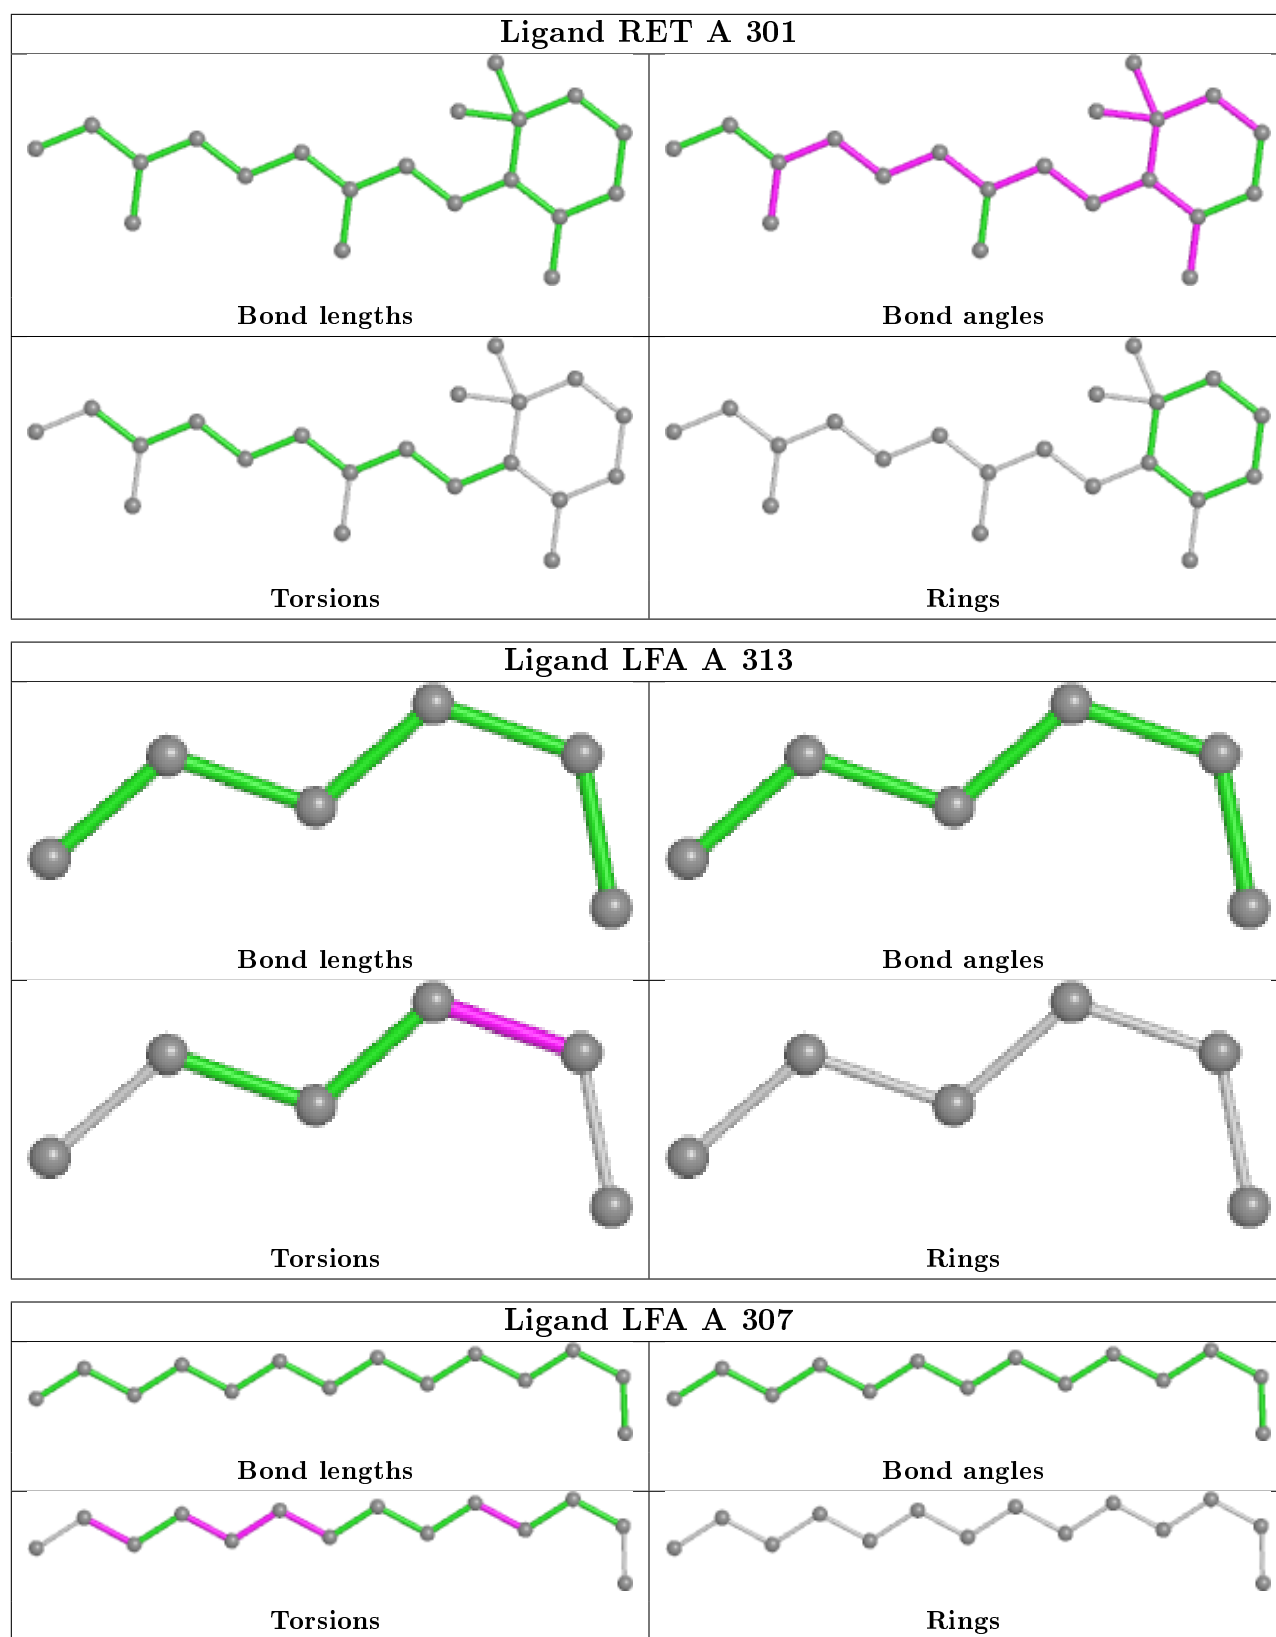 Ligand RET A 301
Bond lengths
Bond angles
Torsions
Rings
Ligand LFA A 313
Bond lengths
Bond angles
Torsions
Rings
Ligand LFA A 307
Bond lengths
Bond angles
Torsions
Rings